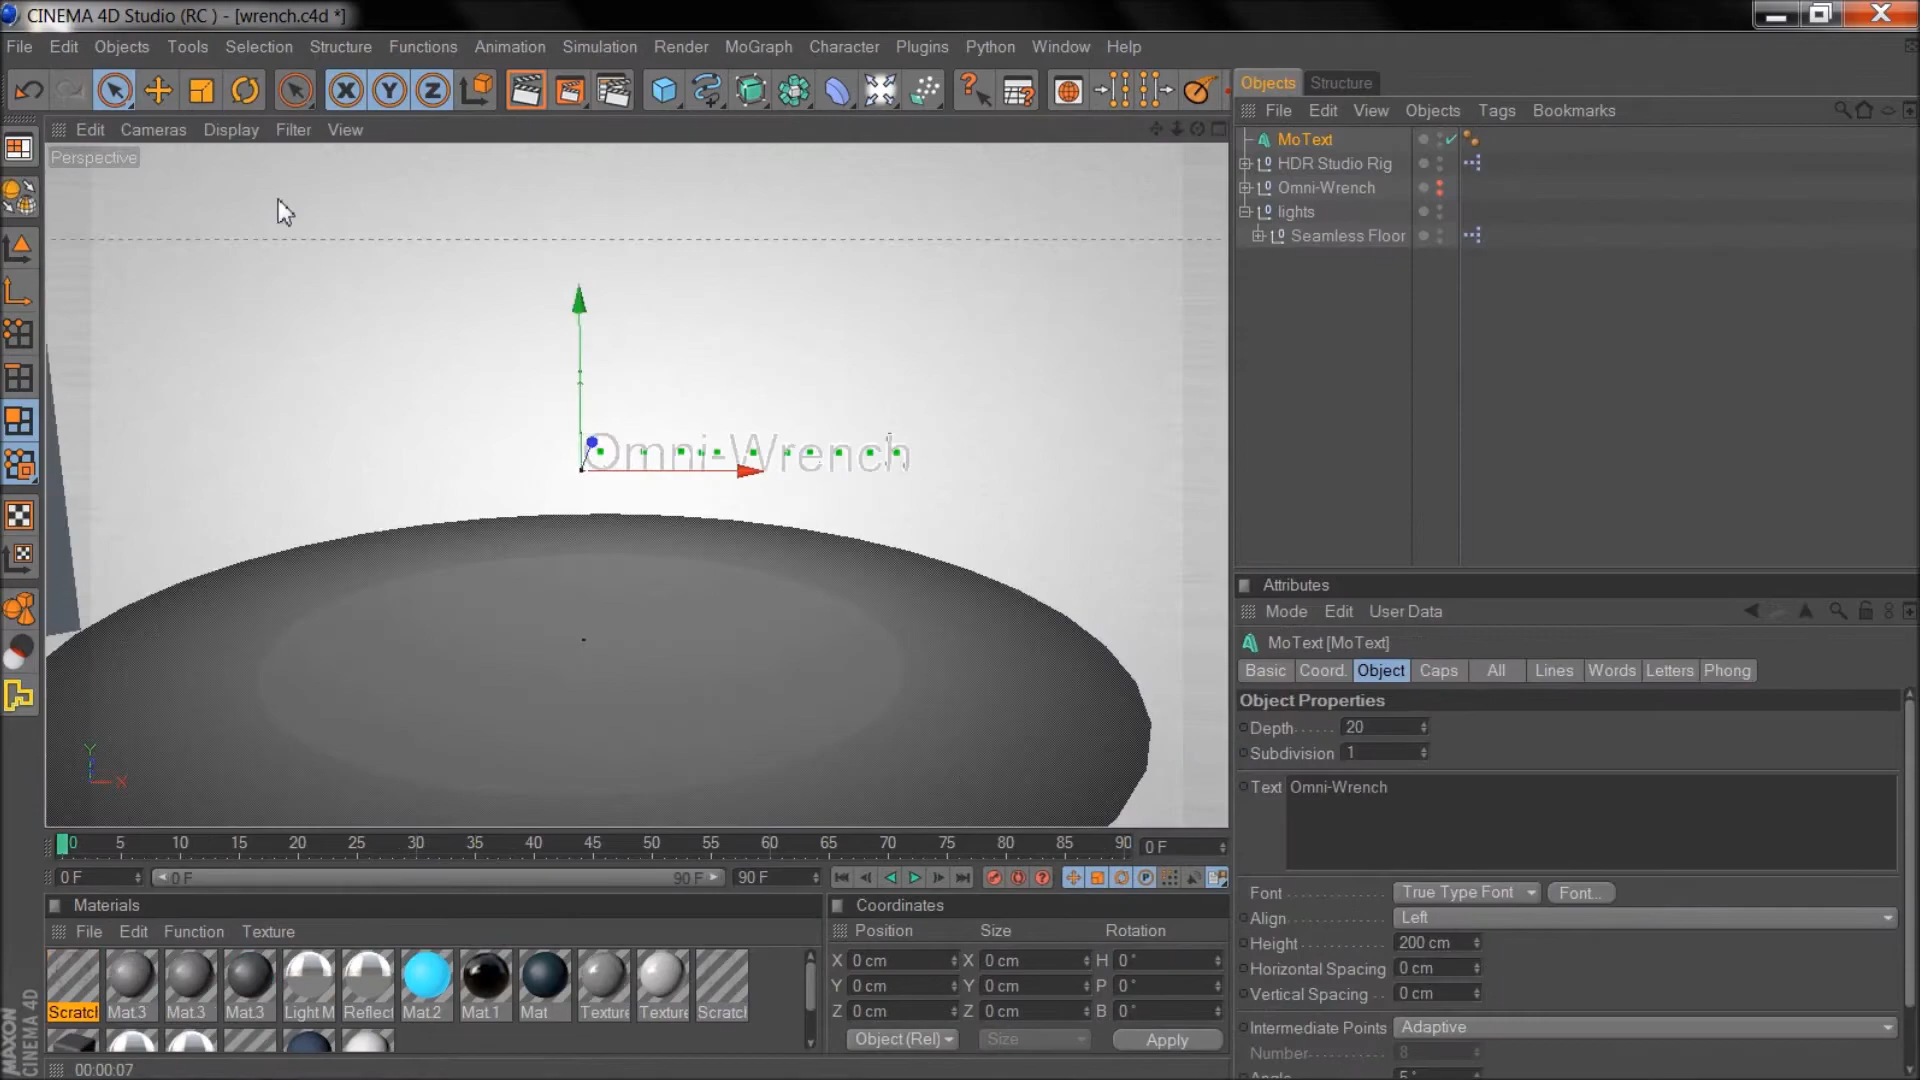 CINEMA 4D Studio (RC ) - [wrench.c4d *]
File Edit Objects Tools Selection Structure Functions Animation Simulation Render MoGraph Character Plugins Python Window Help
X Y Z
Objects Structure
File Edit View Objects Tags Bookmarks
Edit Cameras Display Filter View
Perspective
MoText
HDR Studio Rig
Omni-Wrench
lights
Seamless Floor
Omni-Wrench
Y
X
Attributes
Mode Edit User Data
MoText [MoText]
Basic Coord. Object Caps All Lines Words Letters Phong
Object Properties
Depth 20
Subdivision 1
Text Omni-Wrench
Font True Type Font Font...
Align Left
Height 200 cm
Horizontal Spacing 0 cm
Vertical Spacing 0 cm
Intermediate Points Adaptive
Number 8
Angle 5 °
0 5 10 15 20 25 30 35 40 45 50 55 60 65 70 75 80 85 90 0 F
0 F 0 F 90 F 90 F
Materials
File Edit Function Texture
Scratch Mat.3 Mat.3 Mat.3 Light M Reflect Mat.2 Mat.1 Mat Texture Texture Scratch
Coordinates
Position Size Rotation
X 0 cm X 0 cm H 0 °
Y 0 cm Y 0 cm P 0 °
Z 0 cm Z 0 cm B 0 °
Object (Rel) Size Apply
MAXON
CINEMA 4D
00:00:07